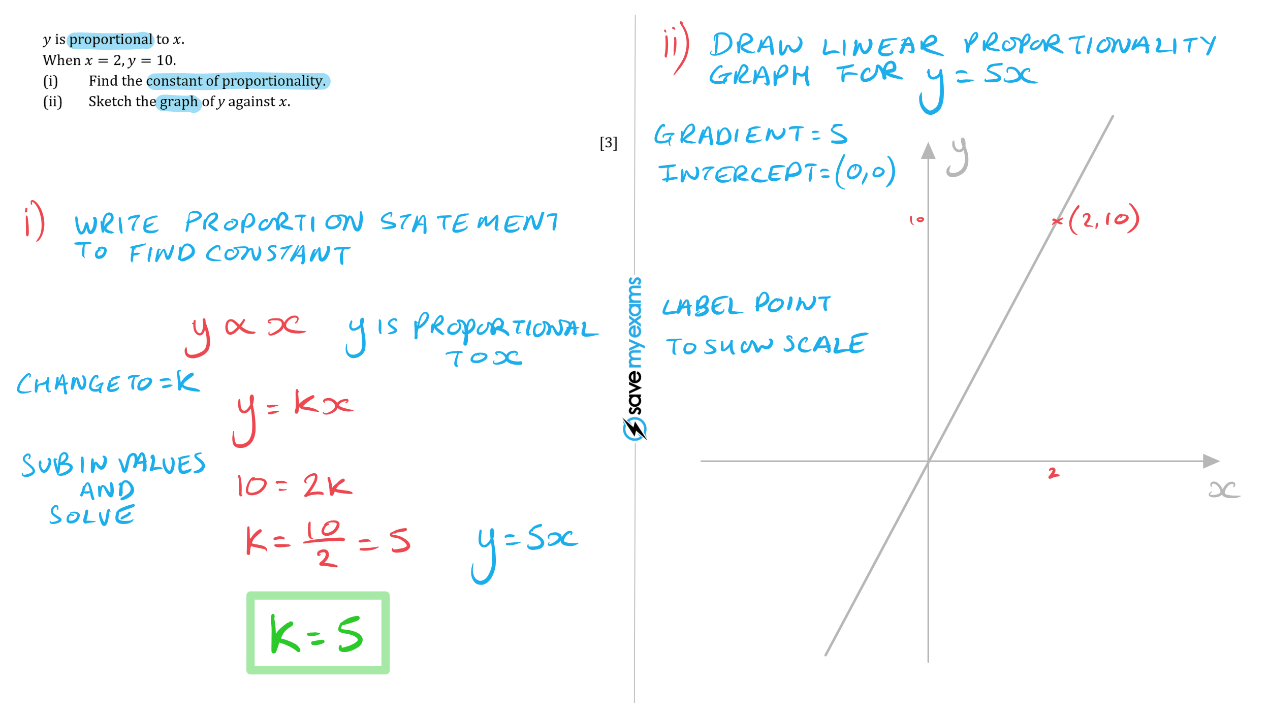 y is proportional to x.
When x = 2, y = 10.
(i) Find the constant of proportionality.
(ii) Sketch the graph of y against x.
[3]
i) WRITE PROPORTION STATEMENT
TO FIND CONSTANT
y ∝ x y IS PROPORTIONAL
TO x
CHANGE TO = K
y = kx
SUB IN VALUES
AND
SOLVE
10 = 2k
k = 10/2 = 5 y = 5x
k = 5
save my exams
ii) DRAW LINEAR PROPORTIONALITY
GRAPH FOR y = 5x
GRADIENT = 5
INTERCEPT = (0,0)
y
10
(2,10)
LABEL POINT
TO SHOW SCALE
2
x